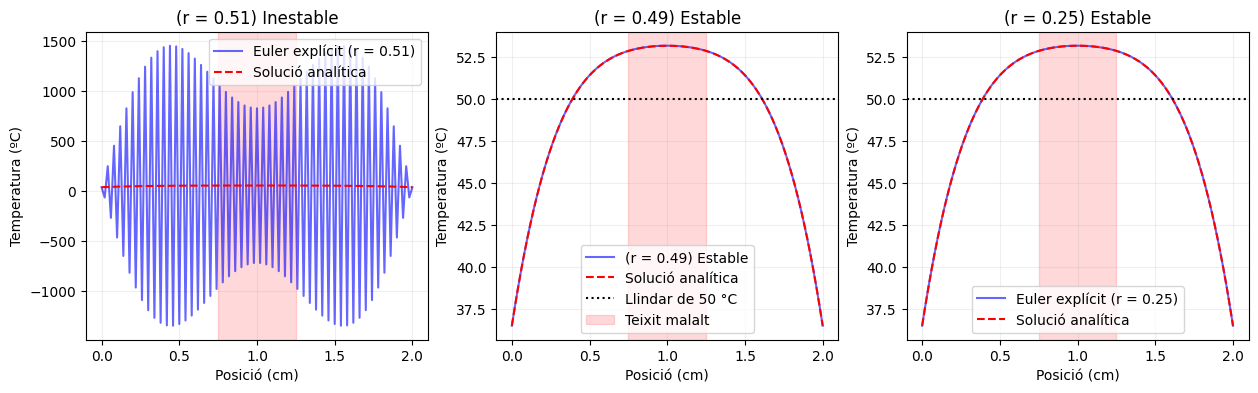 (r = 0.51) Inestable
Euler explícit (r = 0.51)
Solució analítica
Temperatura (ºC)
1500
1000
500
0
−500
−1000
0.0 0.5 1.0 1.5 2.0
Posició (cm)
(r = 0.49) Estable
Temperatura (ºC)
52.5
50.0
47.5
45.0
42.5
40.0
37.5
(r = 0.49) Estable
Solució analítica
Llindar de 50 °C
Teixit malalt
0.0 0.5 1.0 1.5 2.0
Posició (cm)
(r = 0.25) Estable
Temperatura (ºC)
52.5
50.0
47.5
45.0
42.5
40.0
37.5
Euler explícit (r = 0.25)
Solució analítica
0.0 0.5 1.0 1.5 2.0
Posició (cm)